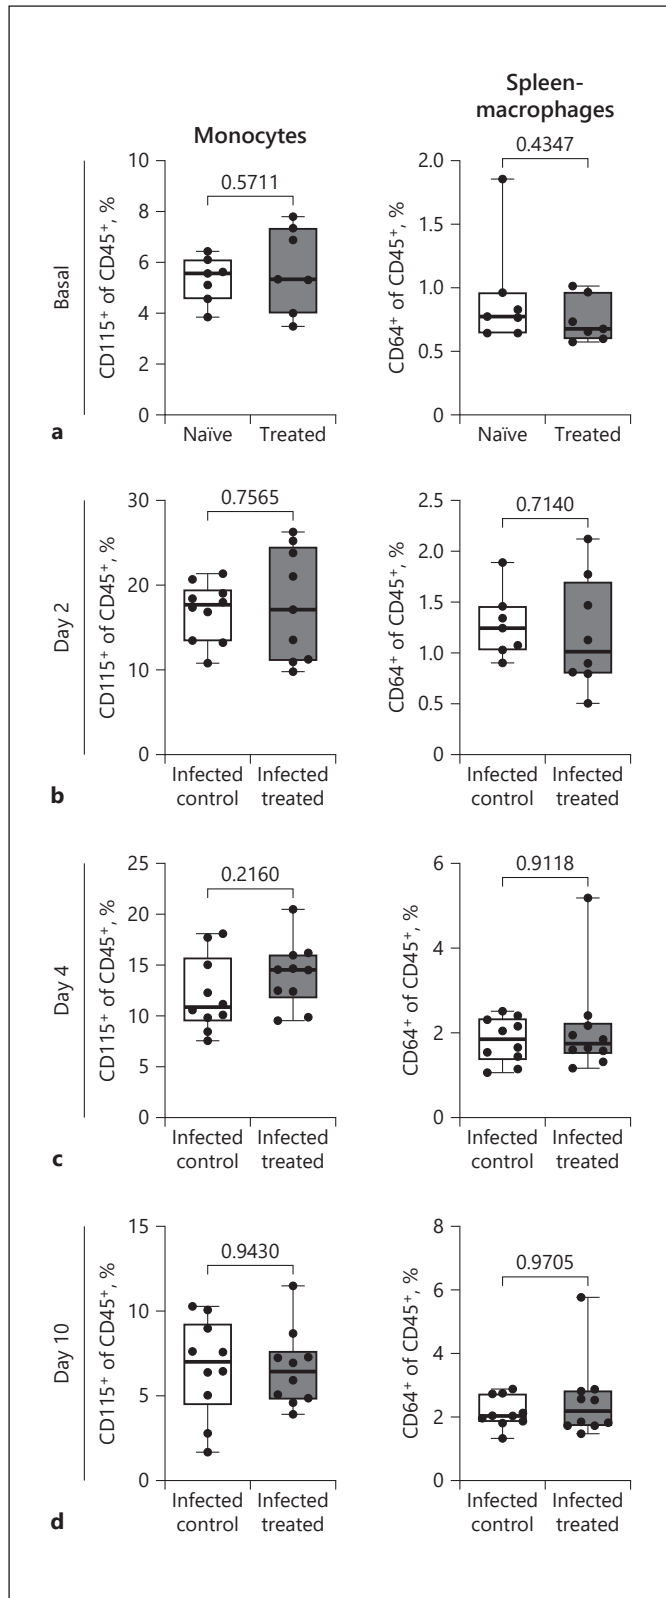 Monocytes
Spleen-
macrophages
Basal
CD115⁺ of CD45⁺, %
10
8
6
4
2
0
0.5711
Naïve
Treated
CD64⁺ of CD45⁺, %
2.0
1.5
1.0
0.5
0
0.4347
Naïve
Treated
a
Day 2
CD115⁺ of CD45⁺, %
30
20
10
0
0.7565
Infected
control
Infected
treated
CD64⁺ of CD45⁺, %
2.5
2.0
1.5
1.0
0.5
0
0.7140
Infected
control
Infected
treated
b
Day 4
CD115⁺ of CD45⁺, %
25
20
15
10
5
0
0.2160
Infected
control
Infected
treated
CD64⁺ of CD45⁺, %
6
4
2
0
0.9118
Infected
control
Infected
treated
c
Day 10
CD115⁺ of CD45⁺, %
15
10
5
0
0.9430
Infected
control
Infected
treated
CD64⁺ of CD45⁺, %
8
6
4
2
0
0.9705
Infected
control
Infected
treated
d